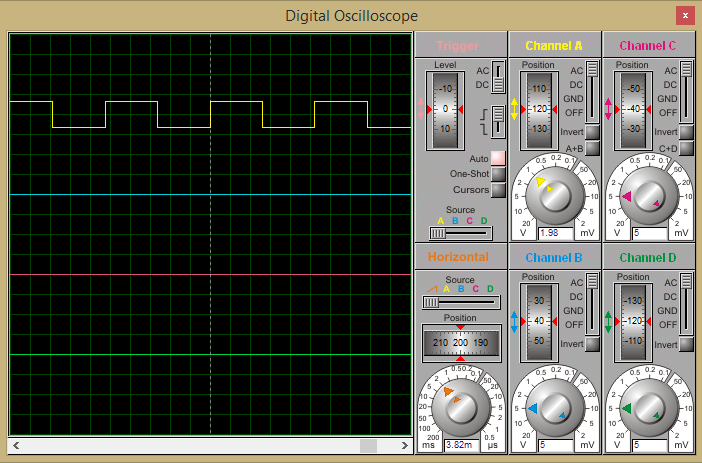 Digital Oscilloscope
x
Trigger
Level
-10
0
10
AC
DC
Auto
One-Shot
Cursors
Source
A B C D
Channel A
Position
110
120
130
AC
DC
GND
OFF
Invert
A+B
20 10 5 2 1 0.5 0.2 0.1 50 20 10 5 2
V 1.98 mV
Channel C
Position
-50
-40
-30
AC
DC
GND
OFF
Invert
C+D
20 10 5 2 1 0.5 0.2 0.1 50 20 10 5 2
V 5 mV
Horizontal
Source
A B C D
Position
210 200 190
200 100 50 20 10 5 2 1 0.5 0.2 0.1 50 20 10 5 2 1 0.5
ms 3.82m µs
Channel B
Position
30
40
50
AC
DC
GND
OFF
Invert
20 10 5 2 1 0.5 0.2 0.1 50 20 10 5 2
V 5 mV
Channel D
Position
-130
-120
-110
AC
DC
GND
OFF
Invert
20 10 5 2 1 0.5 0.2 0.1 50 20 10 5 2
V 5 mV